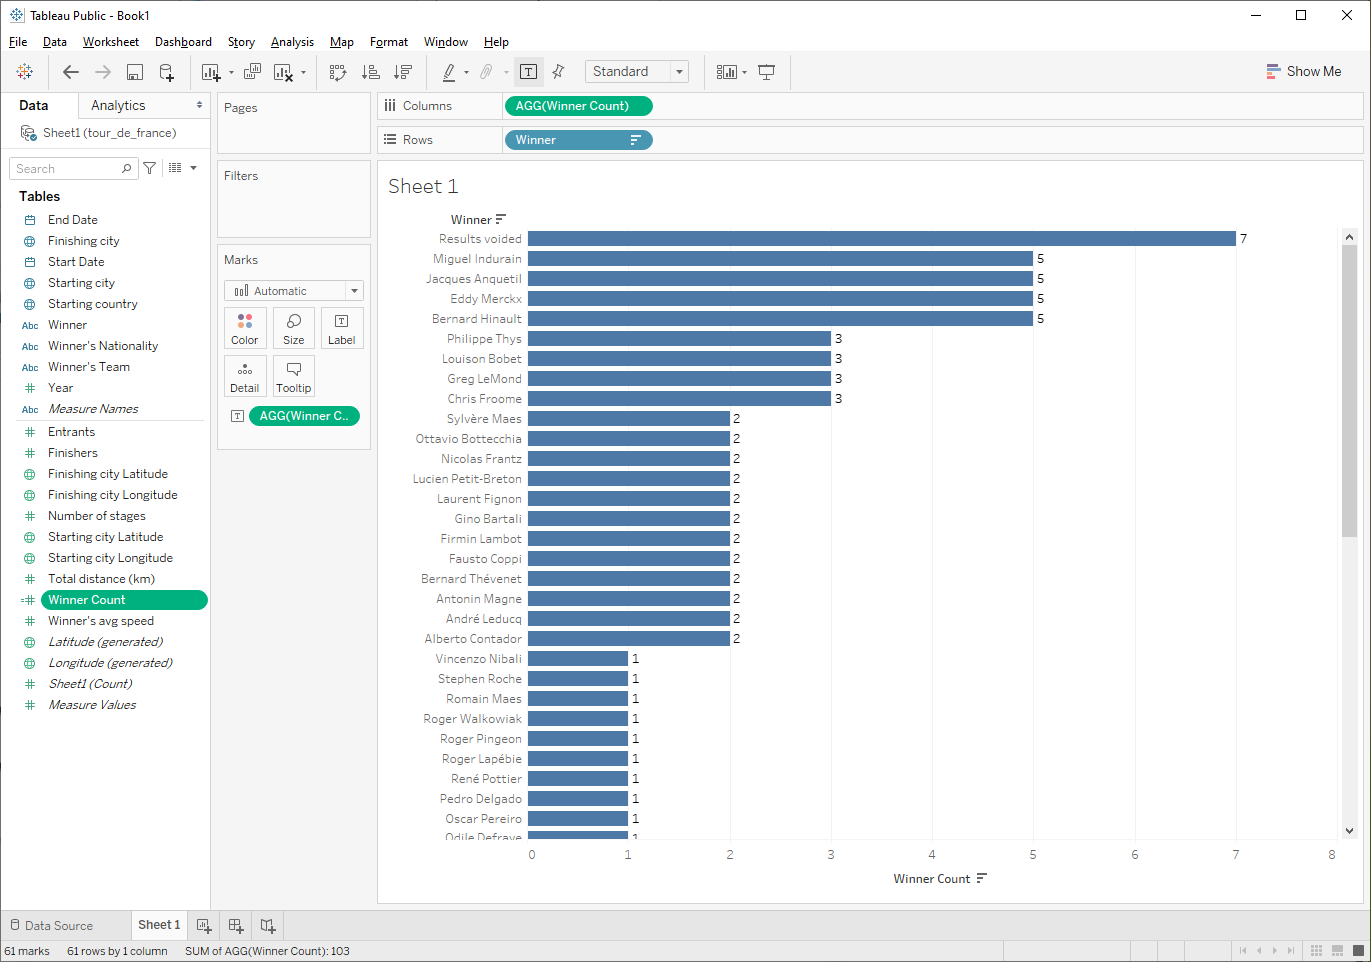 Tableau Public - Book1
File Data Worksheet Dashboard Story Analysis Map Format Window Help
Standard
Show Me
Data Analytics
Sheet1 (tour_de_france)
Search
Tables
End Date
Finishing city
Start Date
Starting city
Starting country
Abc Winner
Abc Winner's Nationality
Abc Winner's Team
Year
Abc Measure Names
Entrants
Finishers
Finishing city Latitude
Finishing city Longitude
Number of stages
Starting city Latitude
Starting city Longitude
Total distance (km)
Winner Count
Winner's avg speed
Latitude (generated)
Longitude (generated)
Sheet1 (Count)
Measure Values
Pages
Filters
Marks
Automatic
Color Size Label
Detail Tooltip
AGG(Winner C..
Columns AGG(Winner Count)
Rows Winner
Sheet 1
Winner
Results voided 7
Miguel Indurain 5
Jacques Anquetil 5
Eddy Merckx 5
Bernard Hinault 5
Philippe Thys 3
Louison Bobet 3
Greg LeMond 3
Chris Froome 3
Sylvère Maes 2
Ottavio Bottecchia 2
Nicolas Frantz 2
Lucien Petit-Breton 2
Laurent Fignon 2
Gino Bartali 2
Firmin Lambot 2
Fausto Coppi 2
Bernard Thévenet 2
Antonin Magne 2
André Leducq 2
Alberto Contador 2
Vincenzo Nibali 1
Stephen Roche 1
Romain Maes 1
Roger Walkowiak 1
Roger Pingeon 1
Roger Lapébie 1
René Pottier 1
Pedro Delgado 1
Oscar Pereiro 1
Odile Defraye 1
0 1 2 3 4 5 6 7 8
Winner Count
Data Source Sheet 1
61 marks 61 rows by 1 column SUM of AGG(Winner Count): 103